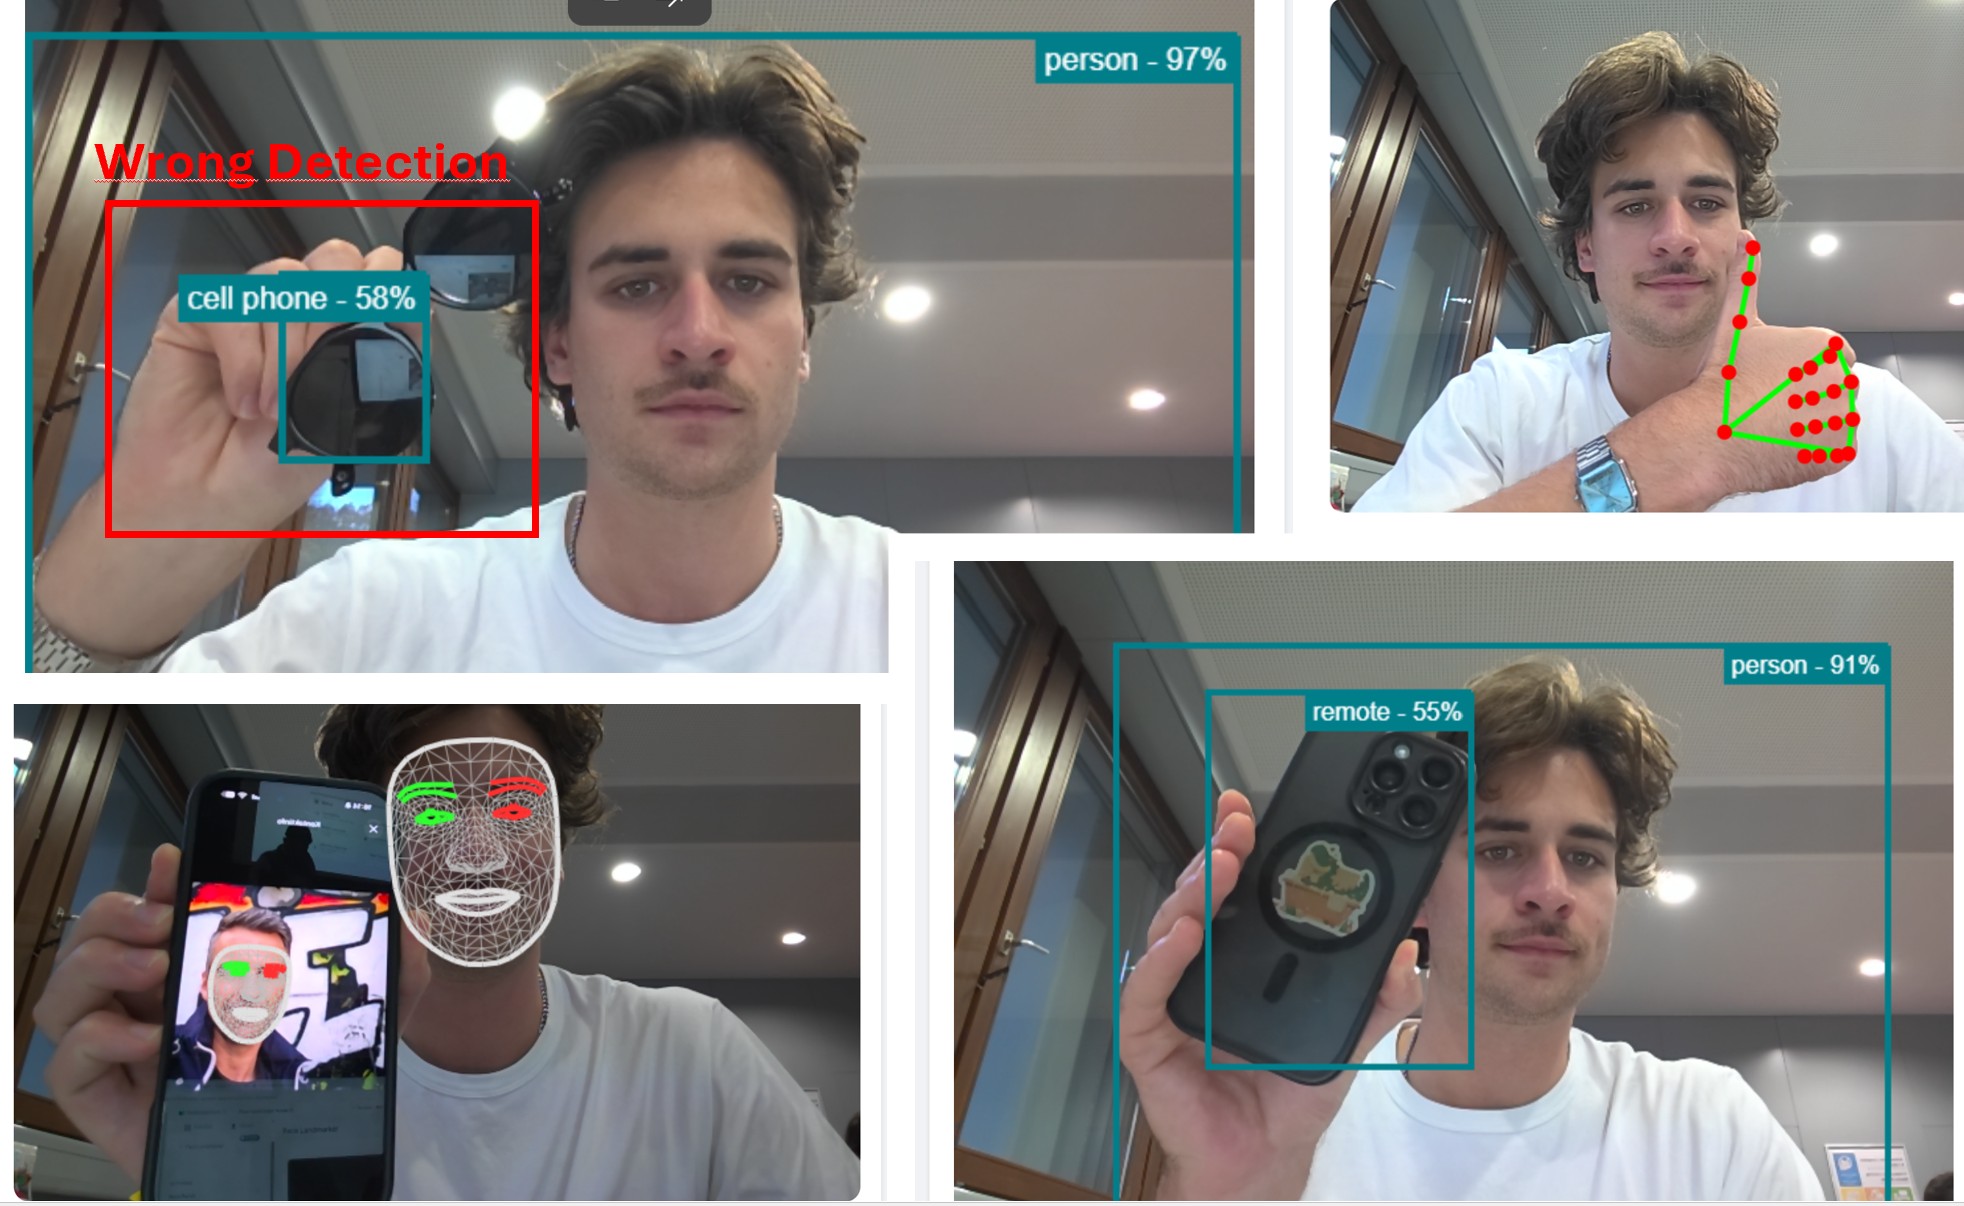 person - 97%
Wrong Detection
cell phone - 58%
person - 91%
remote - 55%